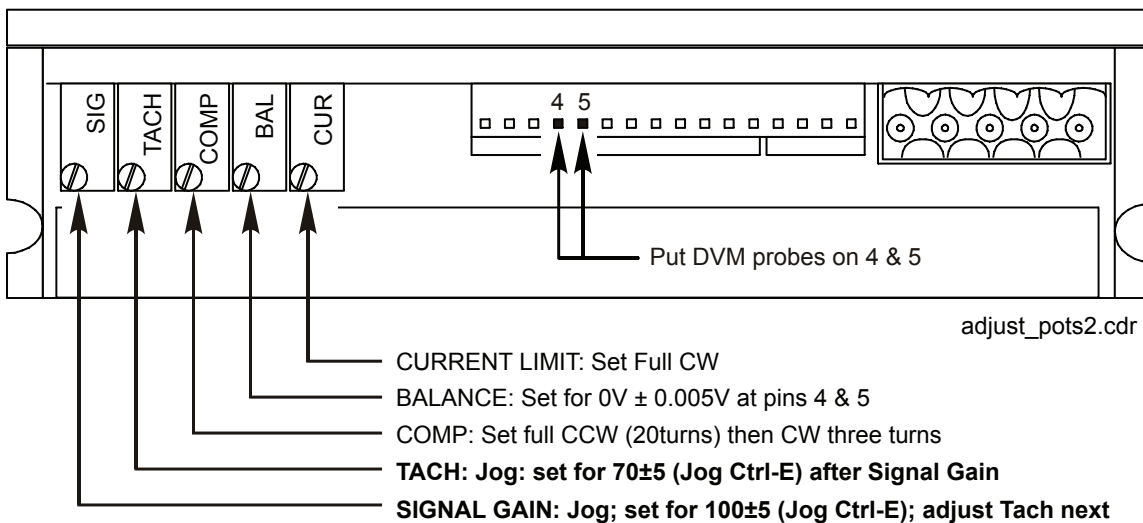 SIG
TACH
COMP
BAL
CUR
4 5
Put DVM probes on 4 & 5
adjust_pots2.cdr
CURRENT LIMIT: Set Full CW
BALANCE: Set for 0V ± 0.005V at pins 4 & 5
COMP: Set full CCW (20turns) then CW three turns
TACH: Jog: set for 70±5 (Jog Ctrl-E) after Signal Gain
SIGNAL GAIN: Jog; set for 100±5 (Jog Ctrl-E); adjust Tach next